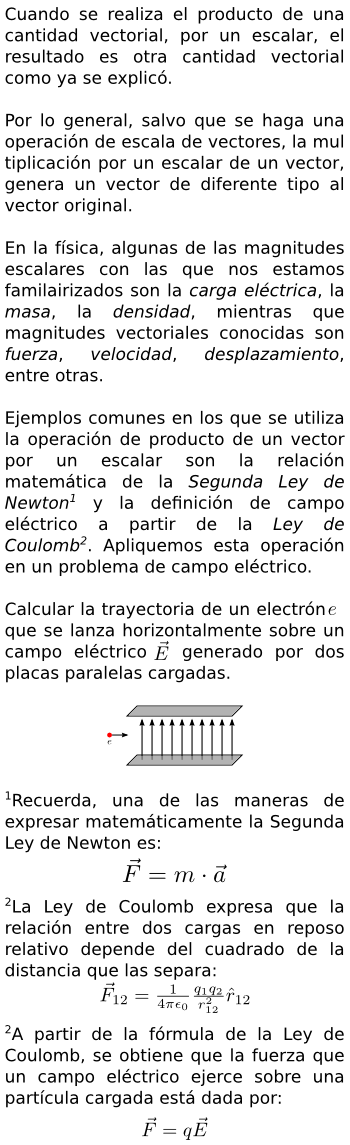 Cuando se realiza el producto de una
cantidad vectorial, por un escalar, el
resultado es otra cantidad vectorial
como ya se explicó.
Por lo general, salvo que se haga una
operación de escala de vectores, la mul
tiplicación por un escalar de un vector,
genera un vector de diferente tipo al
vector original.
En la física, algunas de las magnitudes
escalares con las que nos estamos
familairizados son la carga eléctrica, la
masa, la densidad, mientras que
magnitudes vectoriales conocidas son
fuerza, velocidad, desplazamiento,
entre otras.
Ejemplos comunes en los que se utiliza
la operación de producto de un vector
por un escalar son la relación
matemática de la Segunda Ley de
Newton¹ y la definición de campo
eléctrico a partir de la Ley de
Coulomb². Apliquemos esta operación
en un problema de campo eléctrico.
Calcular la trayectoria de un electrón e
que se lanza horizontalmente sobre un
campo eléctrico \vec{E} generado por dos
placas paralelas cargadas.
e
¹Recuerda, una de las maneras de
expresar matemáticamente la Segunda
Ley de Newton es:
\vec{F} = m \cdot \vec{a}
²La Ley de Coulomb expresa que la
relación entre dos cargas en reposo
relativo depende del cuadrado de la
distancia que las separa:
\vec{F}_{12} = \frac{1}{4\pi\epsilon_0} \frac{q_1 q_2}{r_{12}^2} \hat{r}_{12}
²A partir de la fórmula de la Ley de
Coulomb, se obtiene que la fuerza que
un campo eléctrico ejerce sobre una
partícula cargada está dada por:
\vec{F} = q\vec{E}